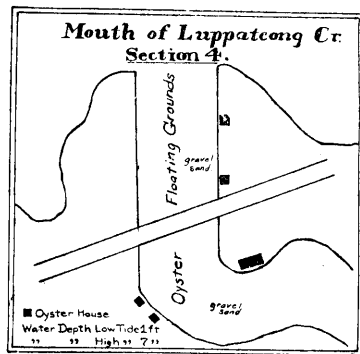 Mouth of Luppatcong Cr.
Section 4.
Oyster Floating Grounds
gravel
sand
gravel
sand
Oyster House
Water Depth Low Tide 1 ft
" " High " 7 "